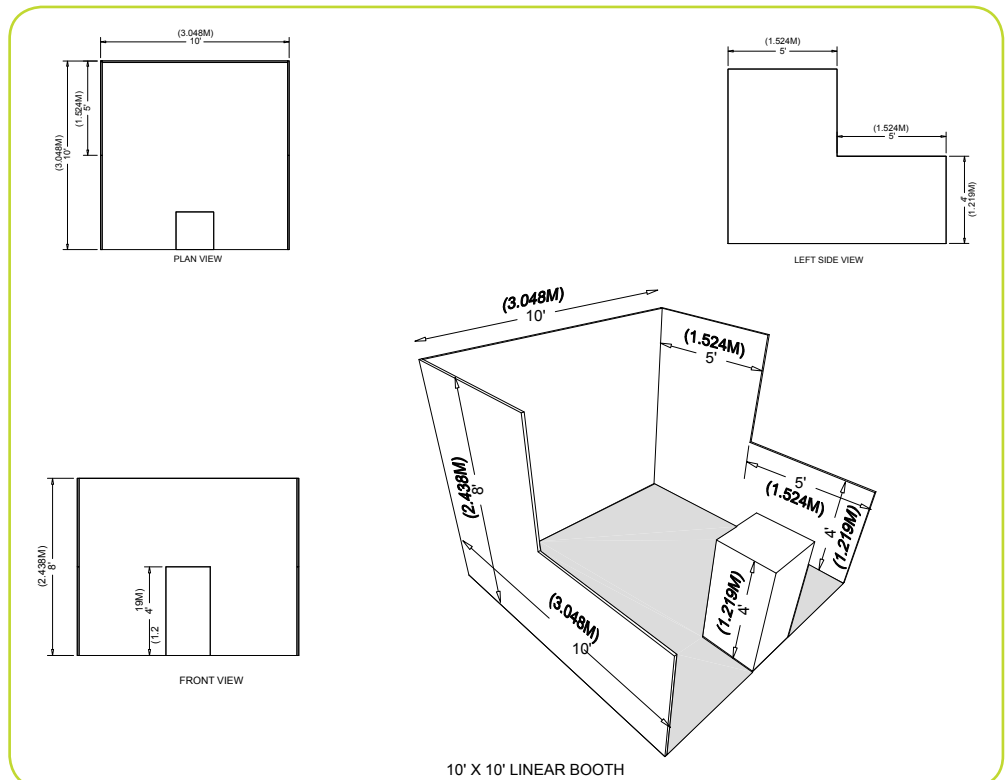 (3.048M)
10'
(1.524M)
5'
(3.048M)
10'
PLAN VIEW
(1.524M)
5'
(1.524M)
5'
4'
(1.219M)
LEFT SIDE VIEW
(3.048M)
10'
(1.524M)
5'
(2.438M)
8'
5'
(1.524M)
4'
(1.219M)
(1.219M)
4'
(3.048M)
10'
(2.438M)
8'
19M)
4'
(1.2
FRONT VIEW
10' X 10' LINEAR BOOTH